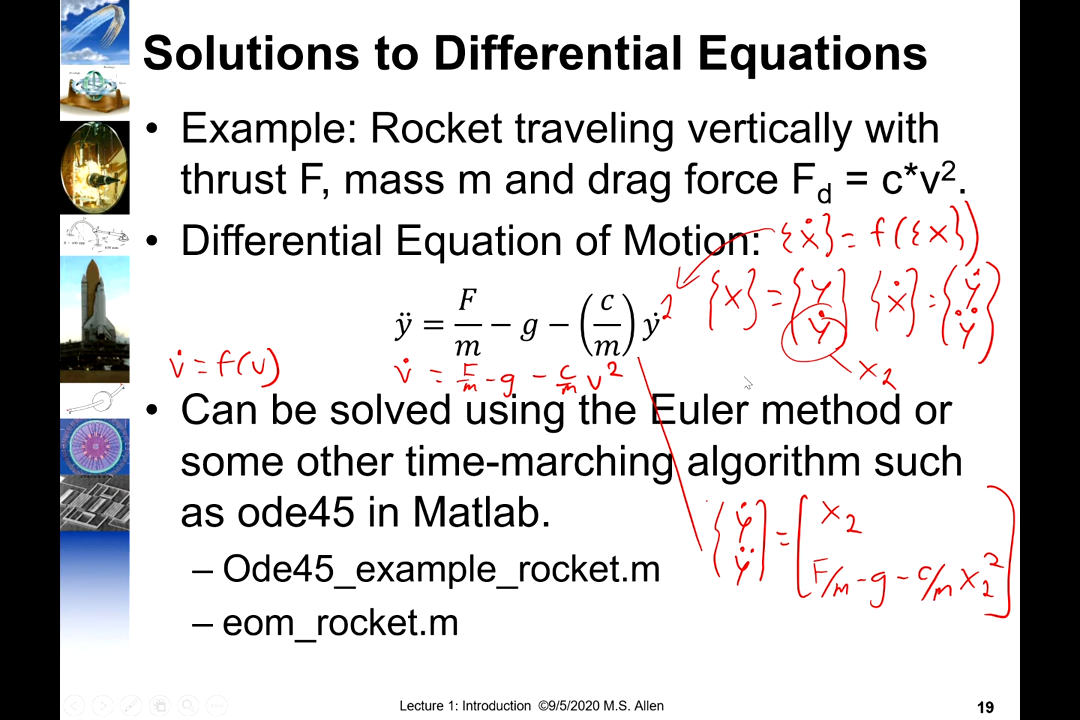 Solutions to Differential Equations
• Example: Rocket traveling vertically with
thrust F, mass m and drag force F_d = c*v².
• Differential Equation of Motion:
{ẋ} = f({x})
ÿ = F/m − g − (c/m) ẏ²
{x} = {y ẏ} {ẋ} = {ẏ ÿ}
x₂
v̇ = f(v)
v̇ = F/m − g − c/m v²
• Can be solved using the Euler method or
some other time-marching algorithm such
as ode45 in Matlab.
{ẏ ÿ} = [x₂
F/m − g − c/m x₂²]
– Ode45_example_rocket.m
– eom_rocket.m
Lecture 1: Introduction ©9/5/2020 M.S. Allen
19